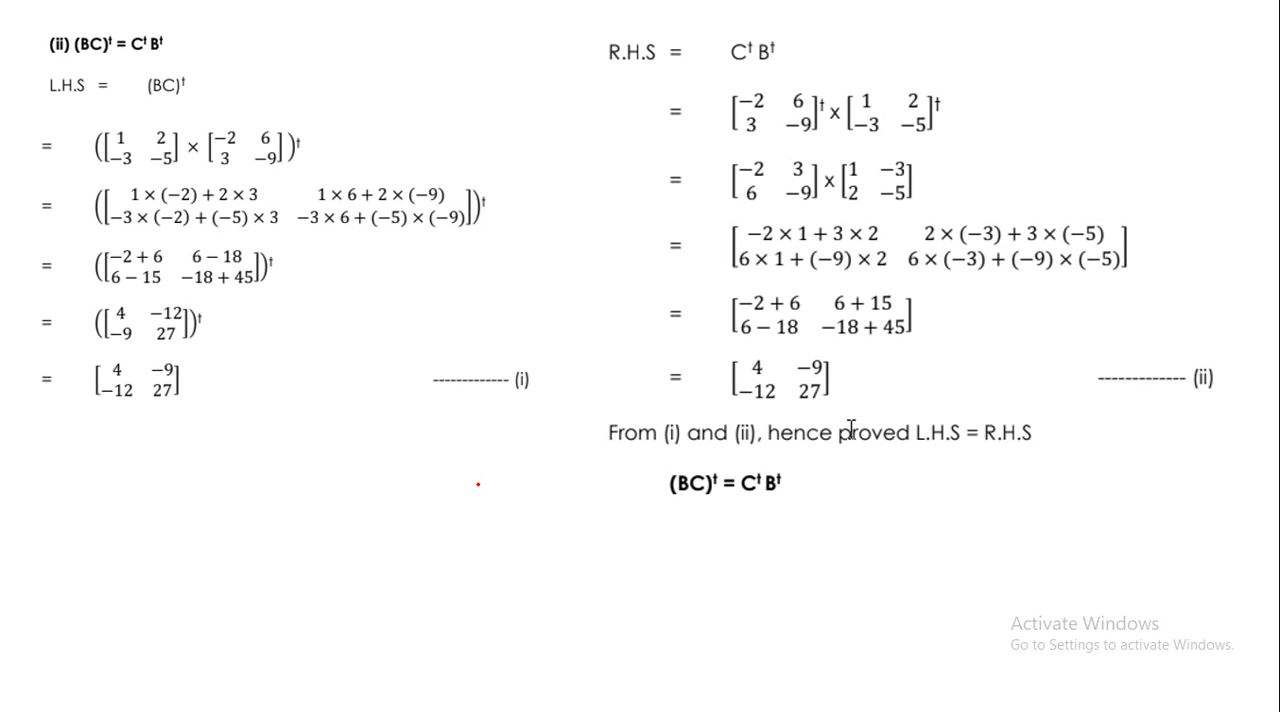 (ii) (BC)ᵗ = Cᵗ Bᵗ
L.H.S = (BC)ᵗ
= ([1 2; −3 −5] × [−2 6; 3 −9])ᵗ
= ([1 × (−2) + 2 × 3 1 × 6 + 2 × (−9); −3 × (−2) + (−5) × 3 −3 × 6 + (−5) × (−9)])ᵗ
= ([−2 + 6 6 − 18; 6 − 15 −18 + 45])ᵗ
= ([4 −12; −9 27])ᵗ
= [4 −9; −12 27] ------------- (i)
R.H.S = Cᵗ Bᵗ
= [−2 6; 3 −9]ᵗ × [1 2; −3 −5]ᵗ
= [−2 3; 6 −9] × [1 −3; 2 −5]
= [−2 × 1 + 3 × 2 2 × (−3) + 3 × (−5); 6 × 1 + (−9) × 2 6 × (−3) + (−9) × (−5)]
= [−2 + 6 6 + 15; 6 − 18 −18 + 45]
= [4 −9; −12 27] ------------- (ii)
From (i) and (ii), hence proved L.H.S = R.H.S
(BC)ᵗ = Cᵗ Bᵗ
Activate Windows
Go to Settings to activate Windows.